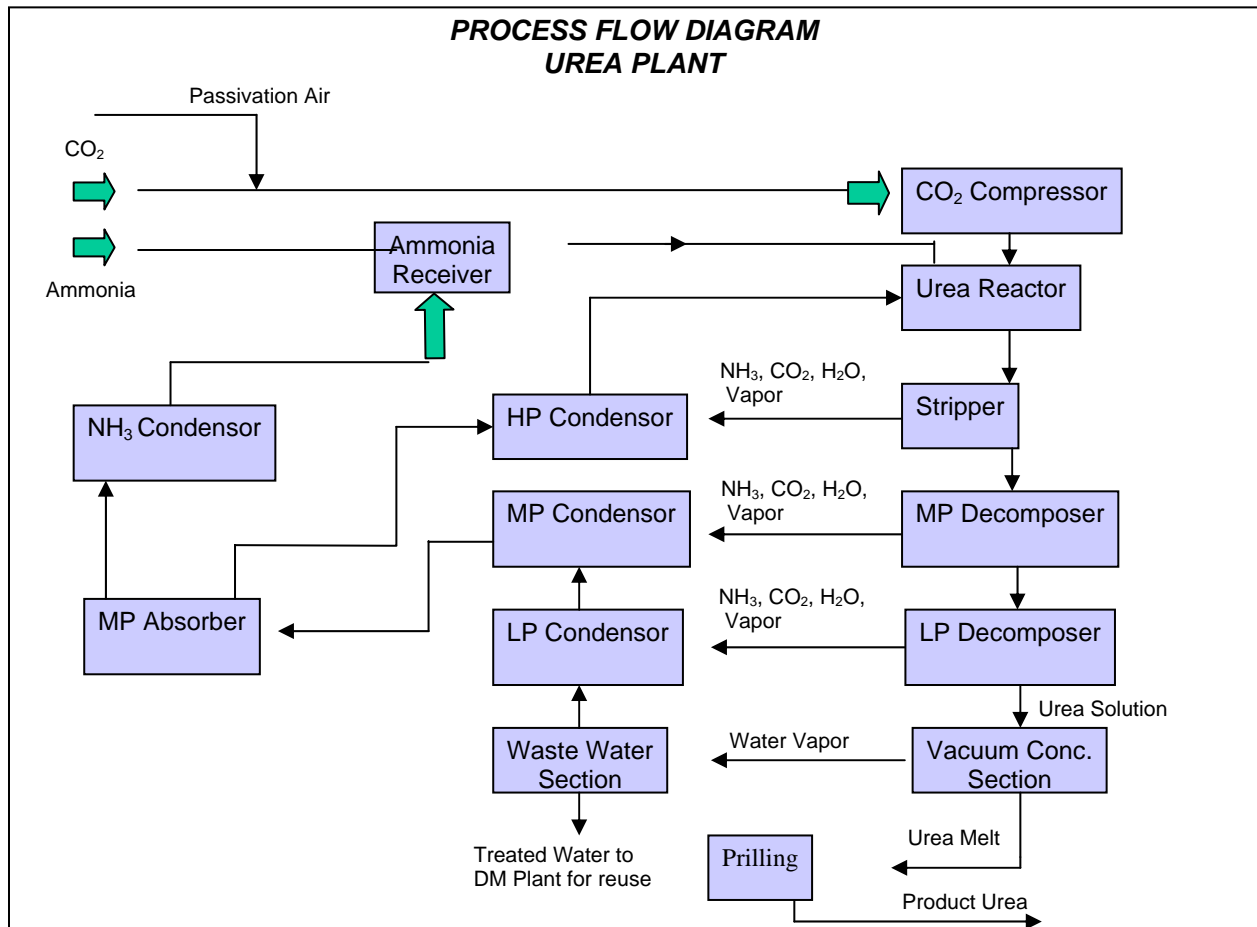 PROCESS FLOW DIAGRAM
UREA PLANT
Passivation Air
CO₂
CO₂ Compressor
Ammonia
Receiver
Ammonia
Urea Reactor
NH₃, CO₂, H₂O,
Vapor
Stripper
HP Condensor
NH₃ Condensor
NH₃, CO₂, H₂O,
Vapor
MP Condensor
MP Decomposer
NH₃, CO₂, H₂O,
Vapor
MP Absorber
LP Condensor
LP Decomposer
Urea Solution
Water Vapor
Waste Water
Section
Vacuum Conc.
Section
Urea Melt
Treated Water to
DM Plant for reuse
Prilling
Product Urea